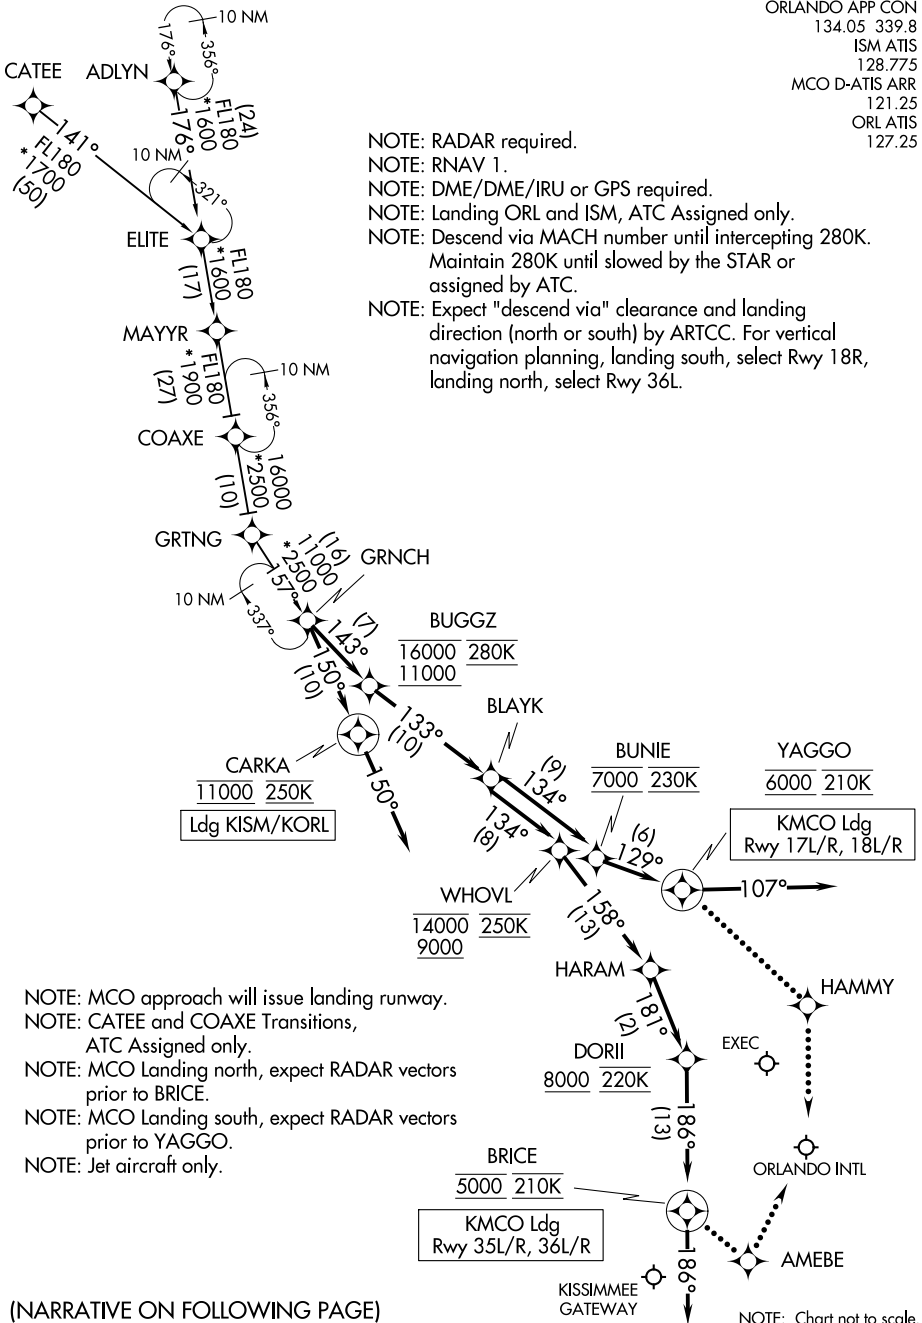 ORLANDO APP CON
134.05 339.8
ISM ATIS
128.775
MCO D-ATIS ARR
121.25
ORL ATIS
127.25
10 NM
176°
356°
CATEE
ADLYN
(24)
FL180
*1600
176°
141°
FL180
*1700
(50)
10 NM
321°
NOTE: RADAR required.
NOTE: RNAV 1.
NOTE: DME/DME/IRU or GPS required.
NOTE: Landing ORL and ISM, ATC Assigned only.
NOTE: Descend via MACH number until intercepting 280K.
Maintain 280K until slowed by the STAR or
assigned by ATC.
NOTE: Expect "descend via" clearance and landing
direction (north or south) by ARTCC. For vertical
navigation planning, landing south, select Rwy 18R,
landing north, select Rwy 36L.
ELITE
FL180
*1600
(17)
MAYYR
FL180
*1900
(27)
10 NM
356°
COAXE
16000
*2500
(10)
GRTNG
(16)
11000
*2500
157°
GRNCH
10 NM
337°
(7)
143°
150°
(10)
BUGGZ
16000 280K
11000
133°
(10)
BLAYK
CARKA
11000 250K
Ldg KISM/KORL
150°
(9)
134°
134°
(8)
BUNIE
7000 230K
YAGGO
6000 210K
KMCO Ldg
Rwy 17L/R, 18L/R
(6)
129°
107°
WHOVL
14000 250K
9000
158°
(13)
HARAM
HAMMY
181°
(2)
DORII
8000 220K
EXEC
NOTE: MCO approach will issue landing runway.
NOTE: CATEE and COAXE Transitions,
ATC Assigned only.
NOTE: MCO Landing north, expect RADAR vectors
prior to BRICE.
NOTE: MCO Landing south, expect RADAR vectors
prior to YAGGO.
NOTE: Jet aircraft only.
186°
(13)
ORLANDO INTL
BRICE
5000 210K
KMCO Ldg
Rwy 35L/R, 36L/R
AMEBE
186°
KISSIMMEE
GATEWAY
(NARRATIVE ON FOLLOWING PAGE)
NOTE: Chart not to scale